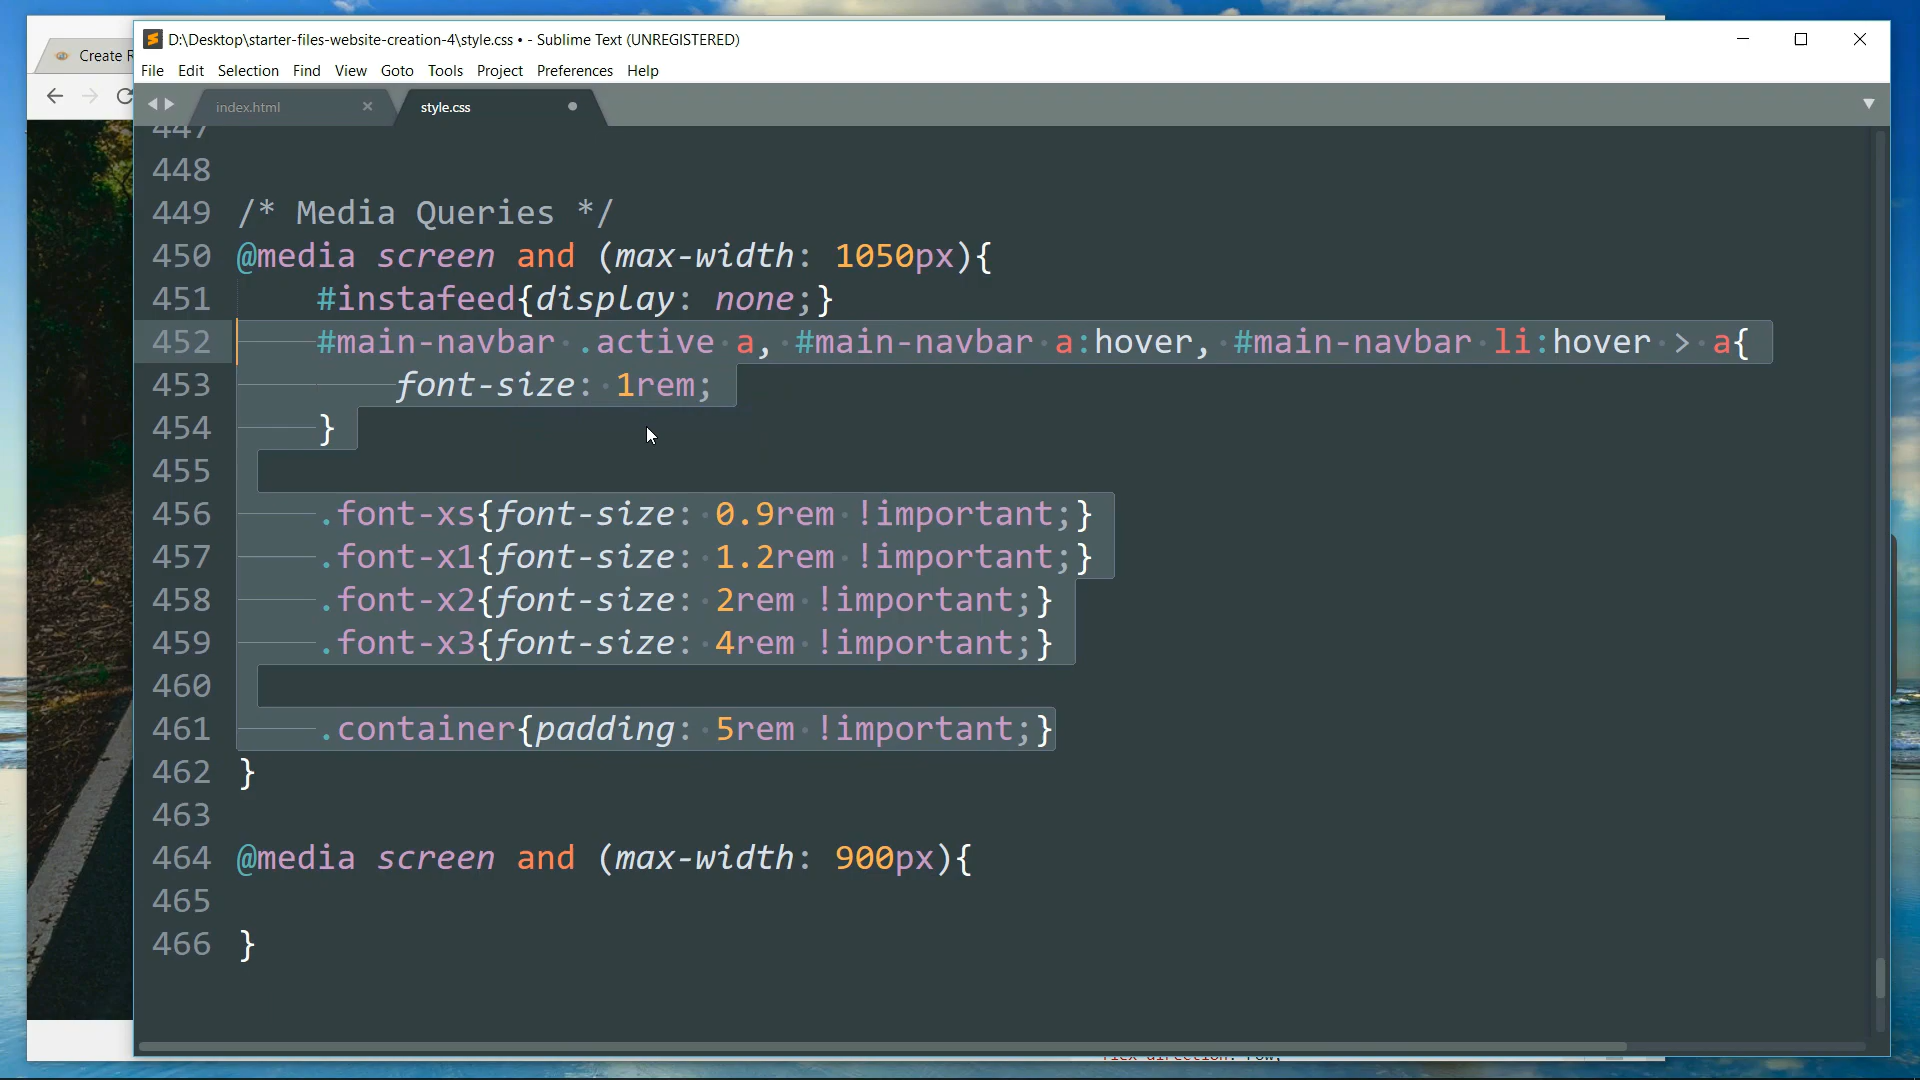 Create R
D:\Desktop\starter-files-website-creation-4\style.css • - Sublime Text (UNREGISTERED)
File Edit Selection Find View Goto Tools Project Preferences Help
index.html
style.css
447
448
449 /* Media Queries */
450 @media screen and (max-width: 1050px){
451 #instafeed{display: none;}
452 #main-navbar .active a, #main-navbar a:hover, #main-navbar li:hover > a{
453 font-size: 1rem;
454 }
455
456 .font-xs{font-size: 0.9rem !important;}
457 .font-x1{font-size: 1.2rem !important;}
458 .font-x2{font-size: 2rem !important;}
459 .font-x3{font-size: 4rem !important;}
460
461 .container{padding: 5rem !important;}
462 }
463
464 @media screen and (max-width: 900px){
465
466 }
flex-direction: row;